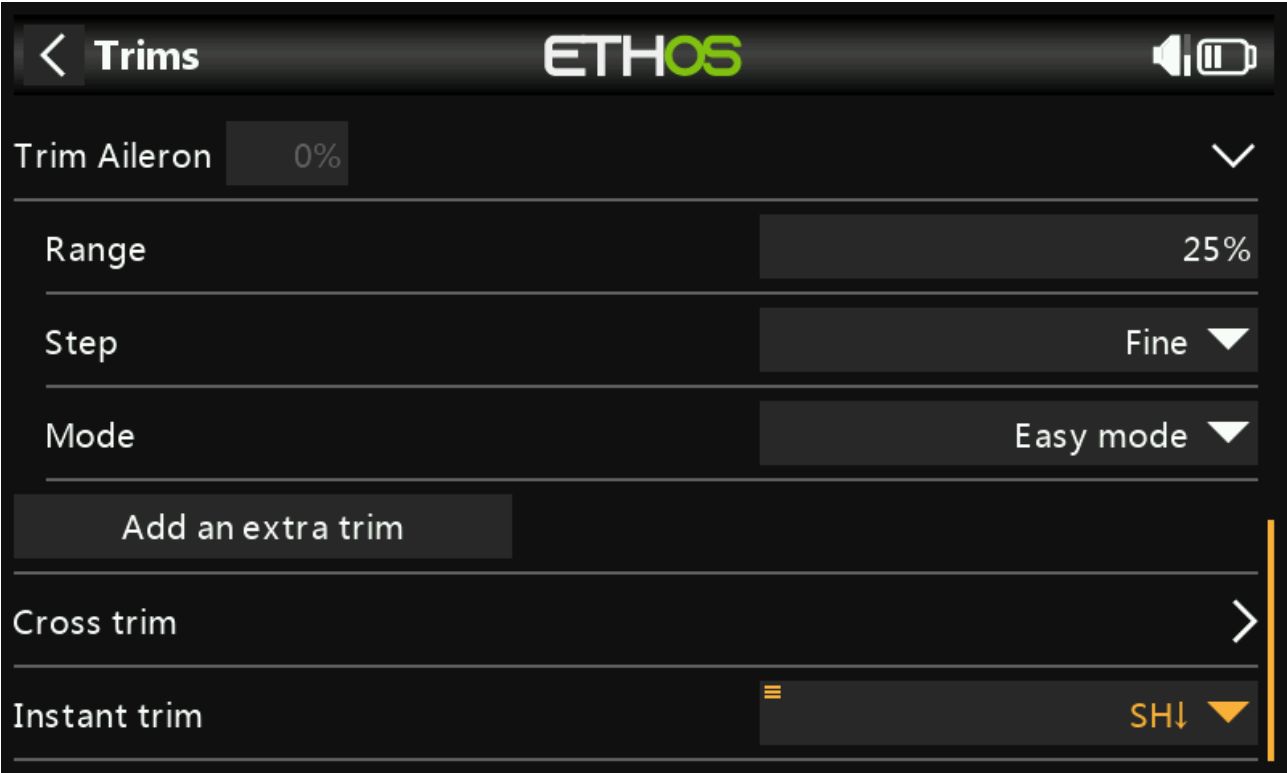 Trims
ETHOS
Trim Aileron 0%
Range 25%
Step Fine
Mode Easy mode
Add an extra trim
Cross trim
Instant trim SH↓